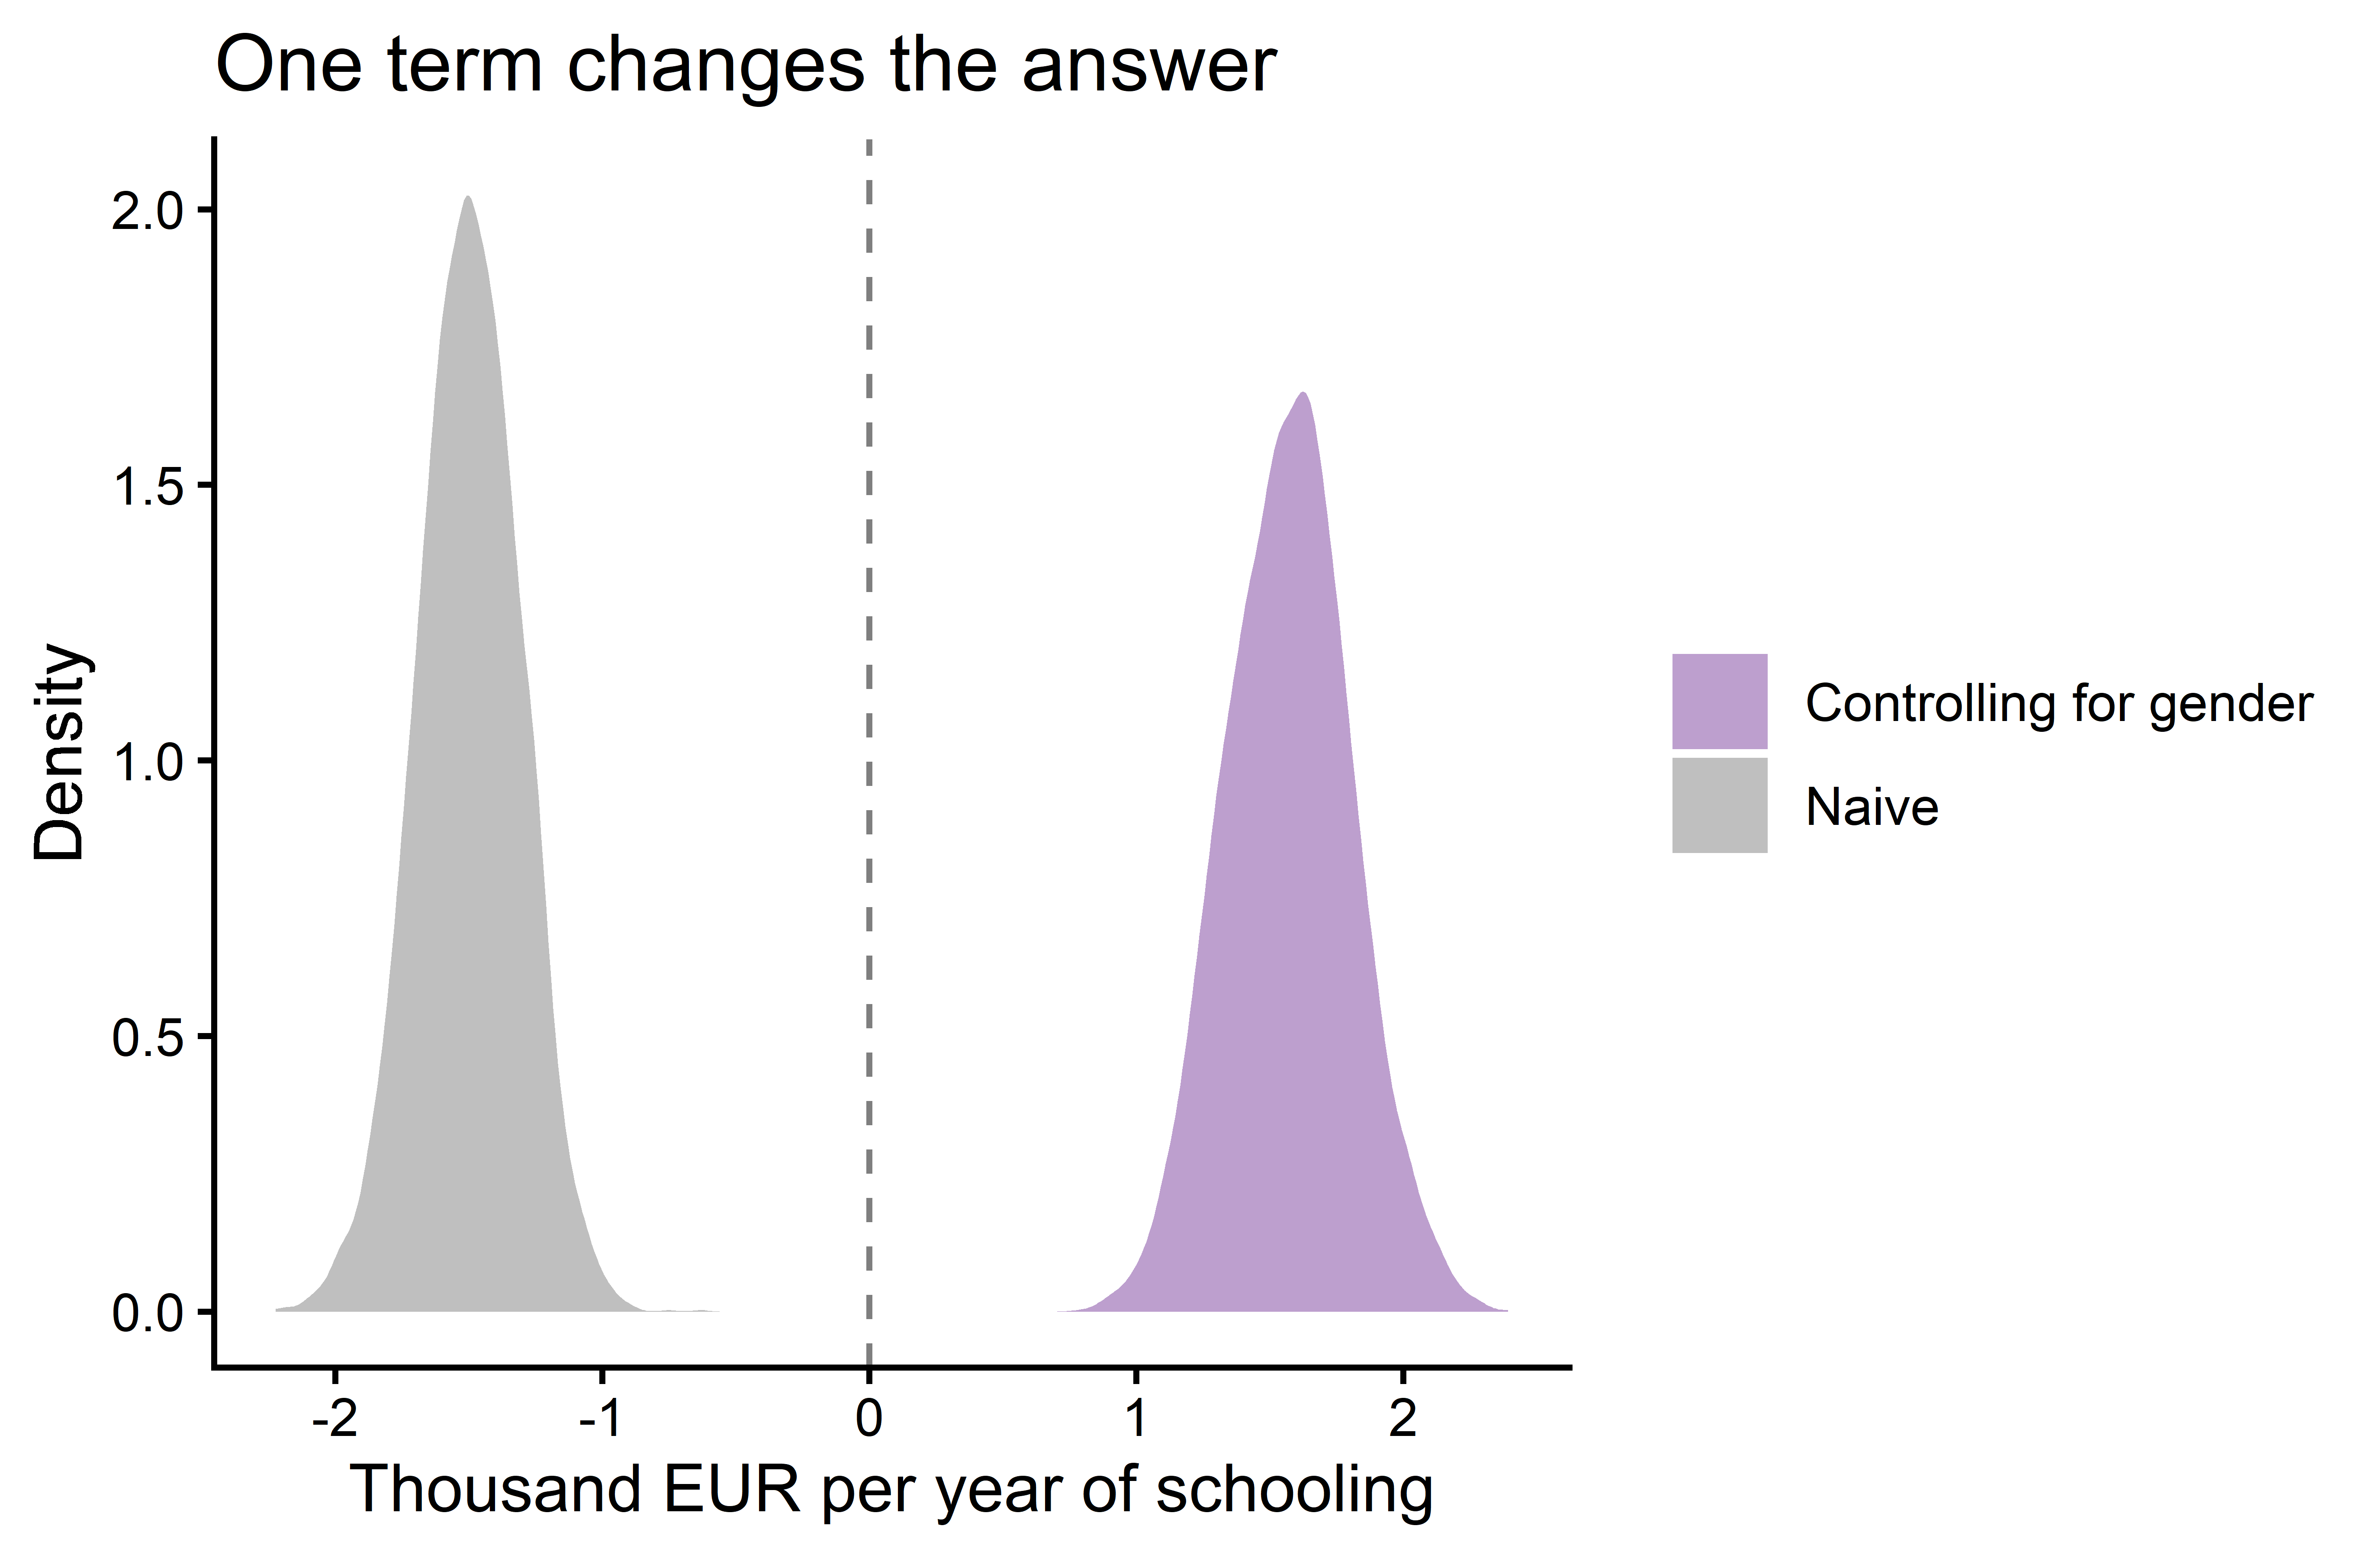 One term changes the answer
Density
2.0
1.5
1.0
0.5
0.0
-2 -1 0 1 2
Thousand EUR per year of schooling
Controlling for gender
Naive